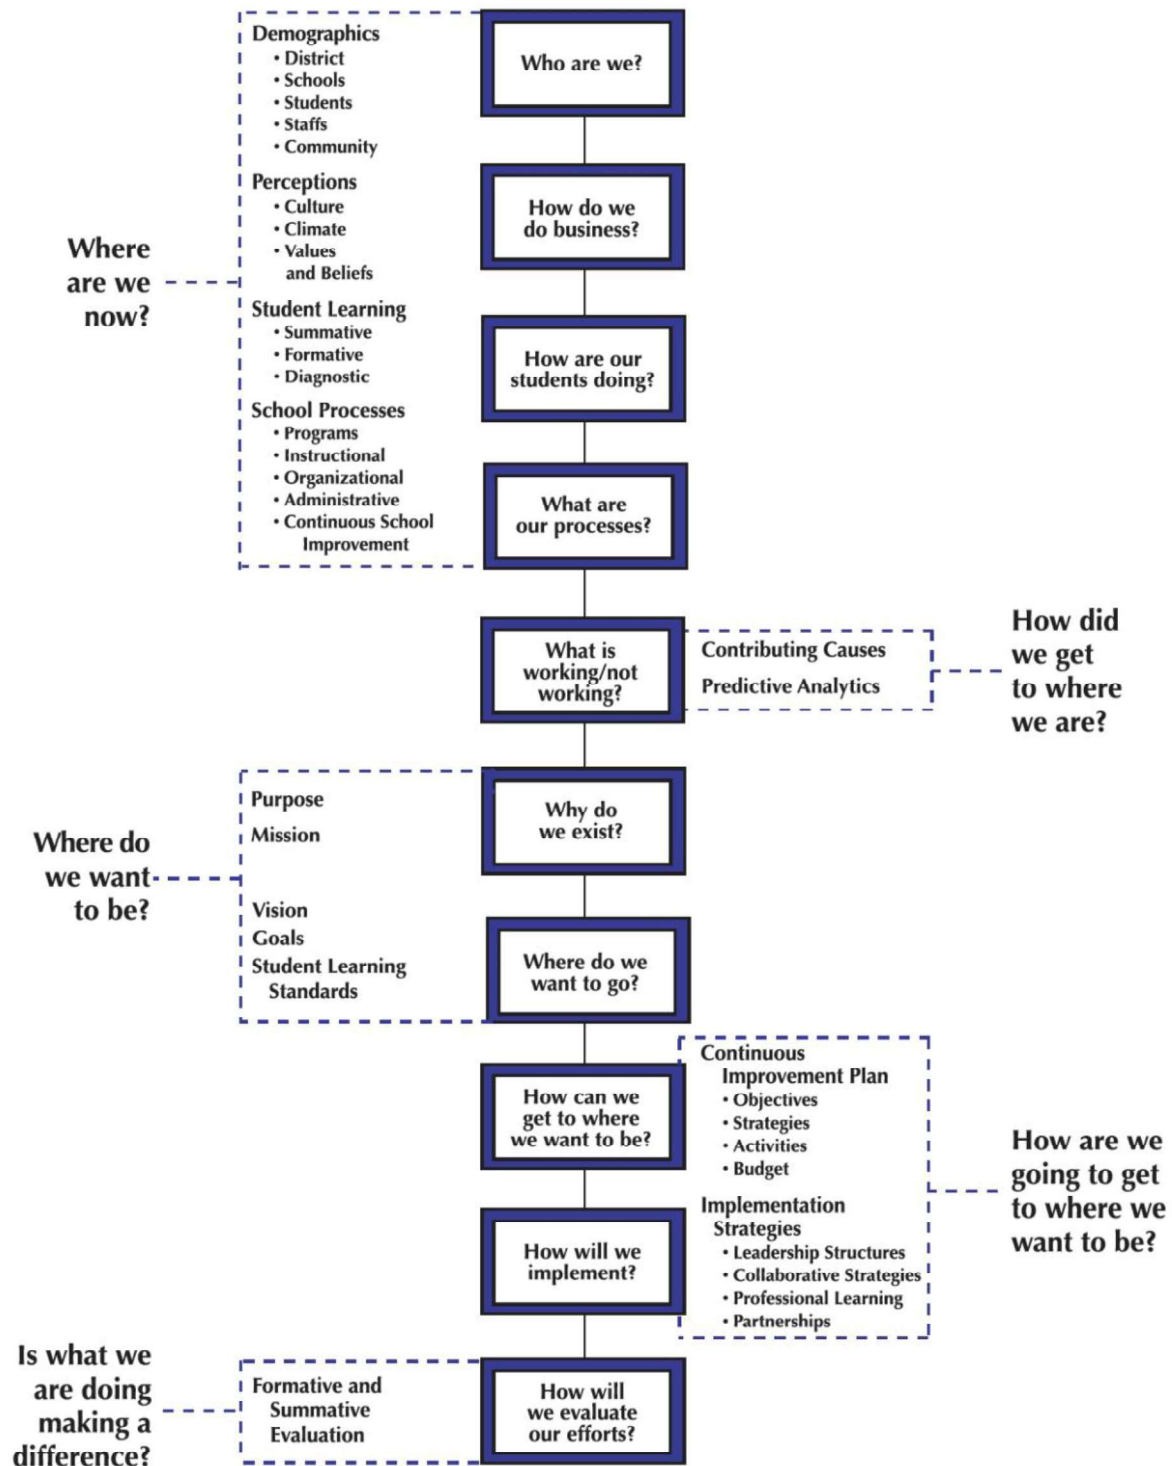 Demographics
• District
• Schools
• Students
• Staffs
• Community
Who are we?
Perceptions
• Culture
• Climate
• Values
and Beliefs
How do we
do business?
Where
are we
now?
Student Learning
• Summative
• Formative
• Diagnostic
How are our
students doing?
School Processes
• Programs
• Instructional
• Organizational
• Administrative
• Continuous School
Improvement
What are
our processes?
What is
working/not
working?
Contributing Causes
Predictive Analytics
How did
we get
to where
we are?
Where do
we want
to be?
Purpose
Mission
Why do
we exist?
Vision
Goals
Student Learning
Standards
Where do we
want to go?
How can we
get to where
we want to be?
Continuous
Improvement Plan
• Objectives
• Strategies
• Activities
• Budget
How are we
going to get
to where we
want to be?
How will we
implement?
Implementation
Strategies
• Leadership Structures
• Collaborative Strategies
• Professional Learning
• Partnerships
Is what we
are doing
making a
difference?
Formative and
Summative
Evaluation
How will
we evaluate
our efforts?